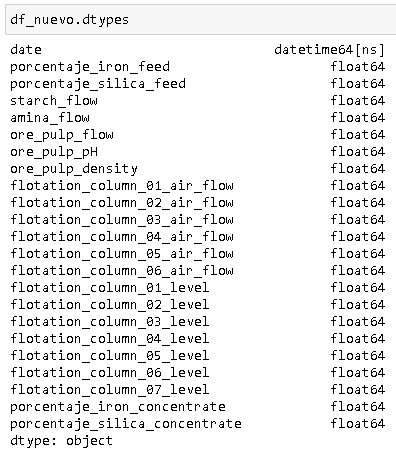 df_nuevo.dtypes
date datetime64[ns]
porcentaje_iron_feed float64
porcentaje_silica_feed float64
starch_flow float64
amina_flow float64
ore_pulp_flow float64
ore_pulp_pH float64
ore_pulp_density float64
flotation_column_01_air_flow float64
flotation_column_02_air_flow float64
flotation_column_03_air_flow float64
flotation_column_04_air_flow float64
flotation_column_05_air_flow float64
flotation_column_06_air_flow float64
flotation_column_01_level float64
flotation_column_02_level float64
flotation_column_03_level float64
flotation_column_04_level float64
flotation_column_05_level float64
flotation_column_06_level float64
flotation_column_07_level float64
porcentaje_iron_concentrate float64
porcentaje_silica_concentrate float64
dtype: object